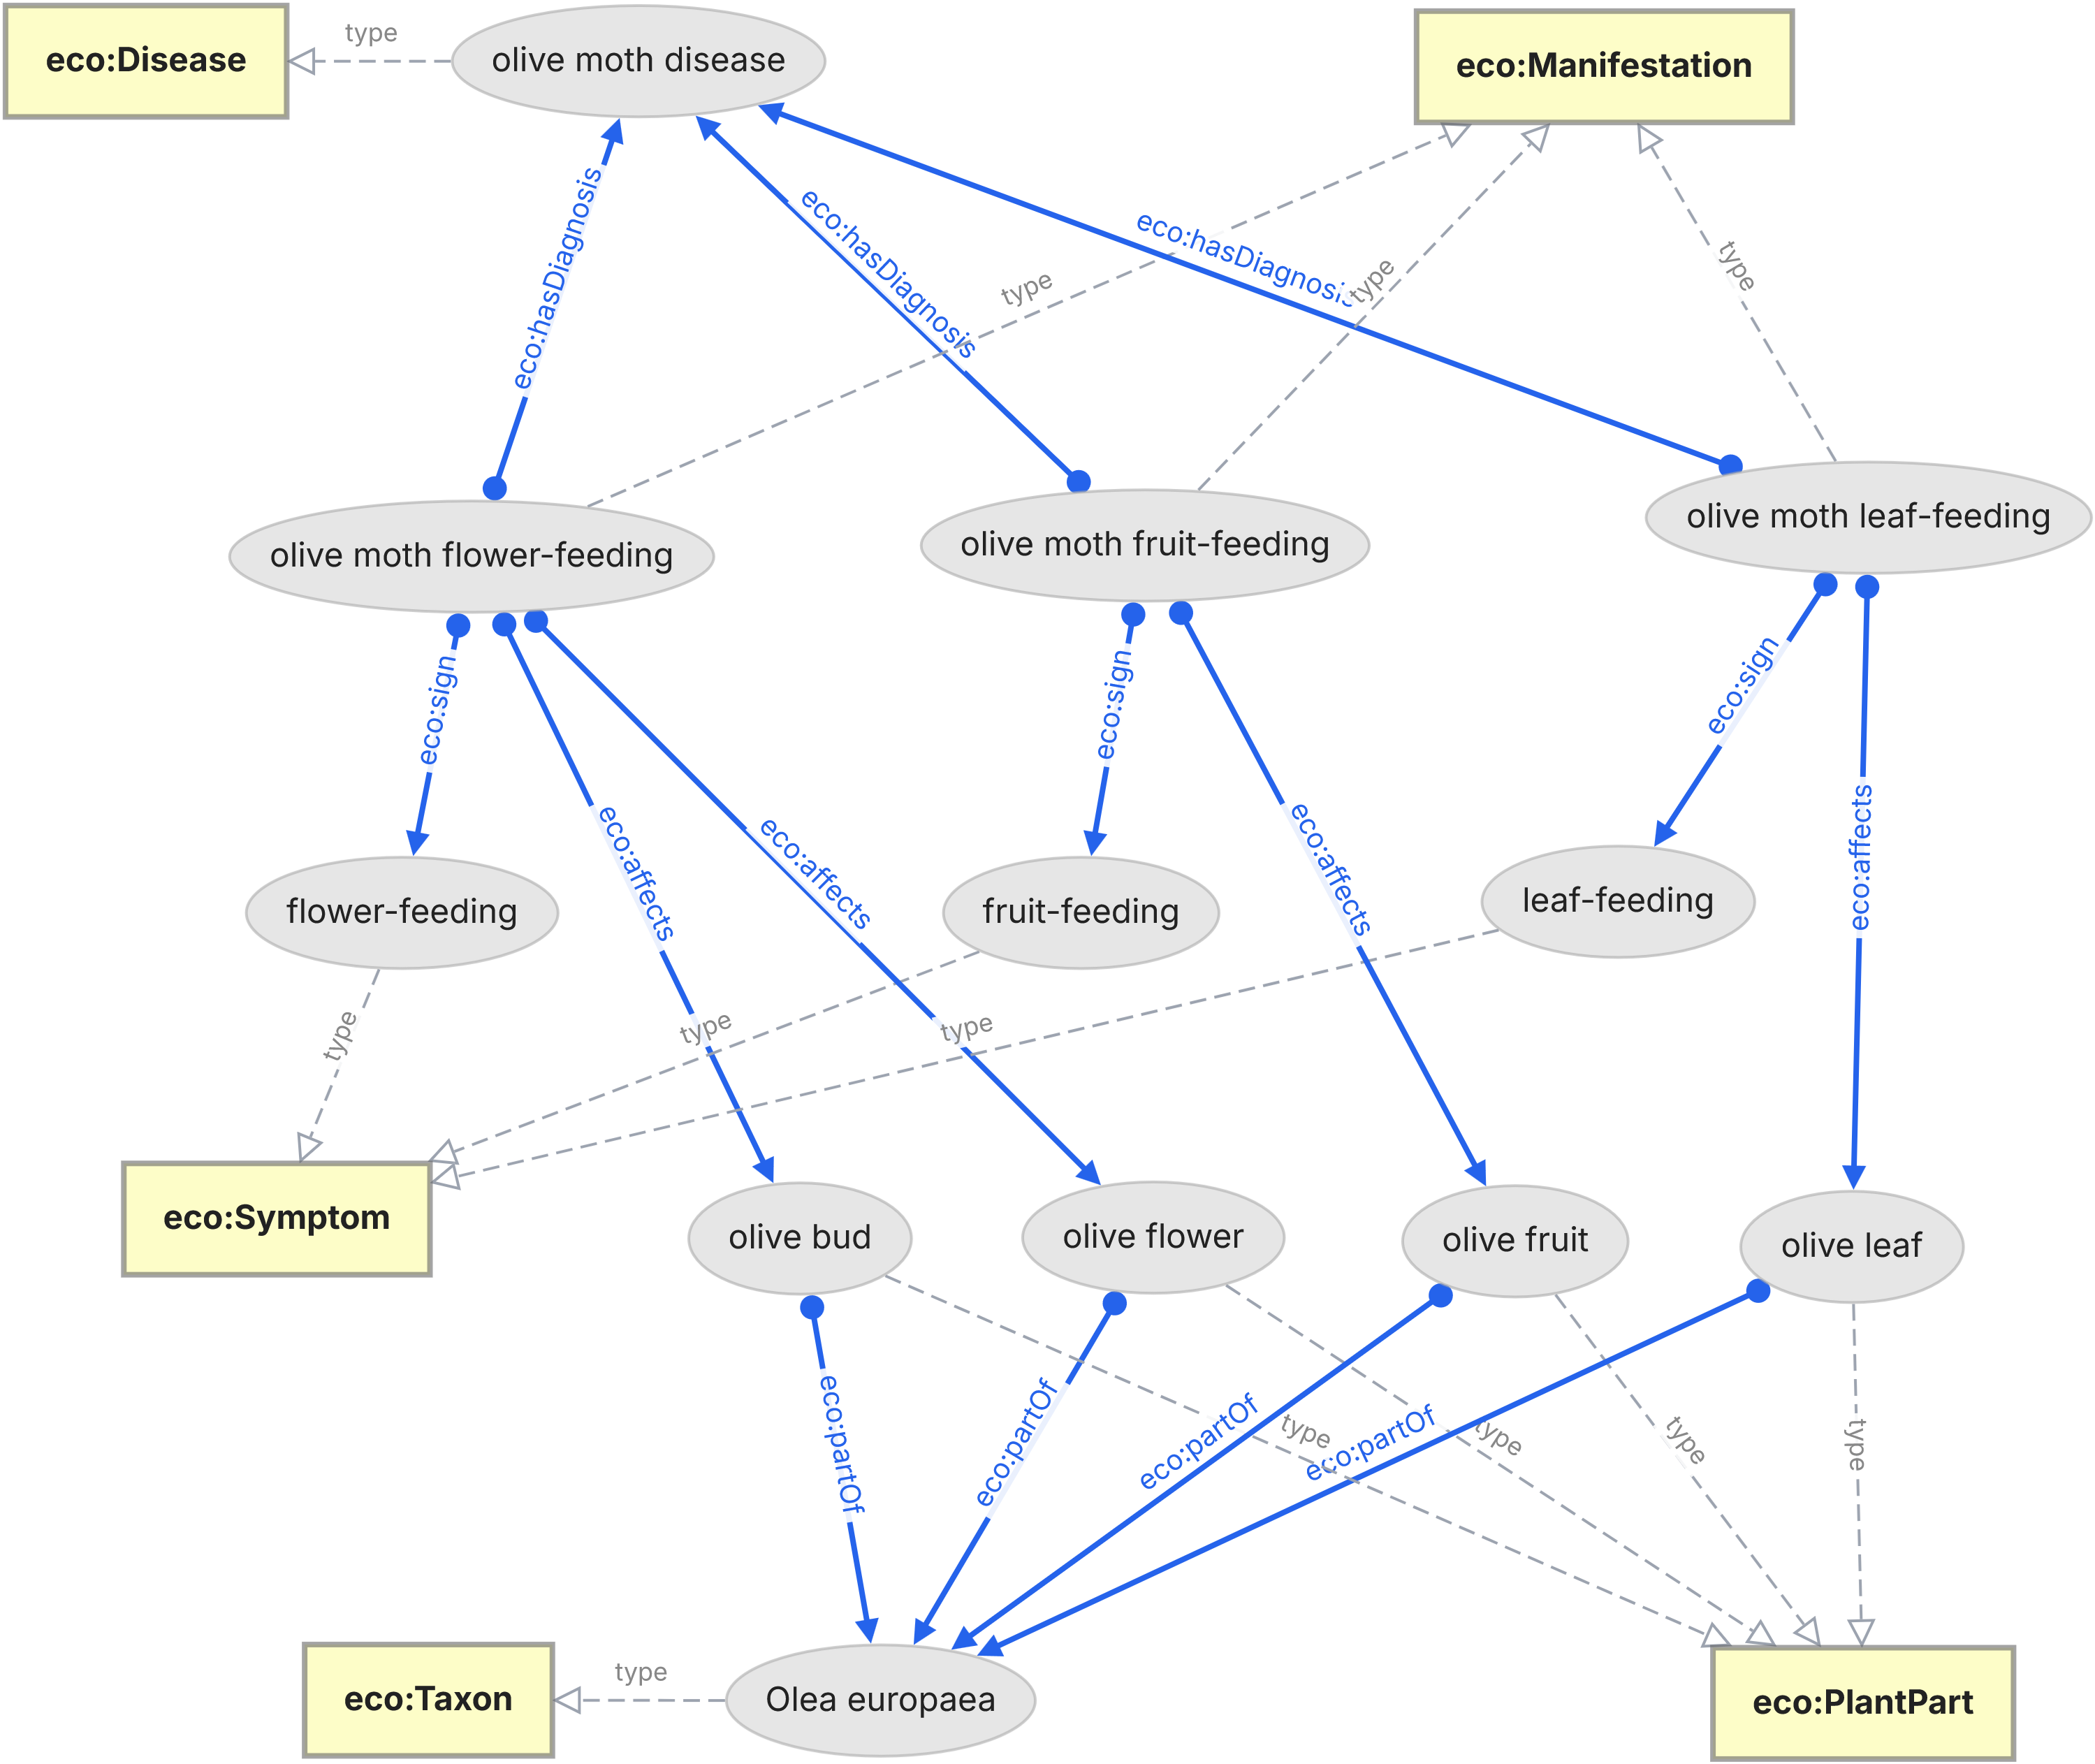 eco:Disease
type
olive moth disease
eco:Manifestation
eco:hasDiagnosis
eco:hasDiagnosis
eco:hasDiagnosis
type
type
type
olive moth flower-feeding
olive moth fruit-feeding
olive moth leaf-feeding
eco:sign
eco:affects
eco:affects
eco:sign
eco:affects
eco:sign
eco:affects
flower-feeding
fruit-feeding
leaf-feeding
type
type
type
eco:Symptom
olive bud
olive flower
olive fruit
olive leaf
eco:partOf
eco:partOf
eco:partOf
eco:partOf
type
type
type
type
eco:Taxon
type
Olea europaea
eco:PlantPart